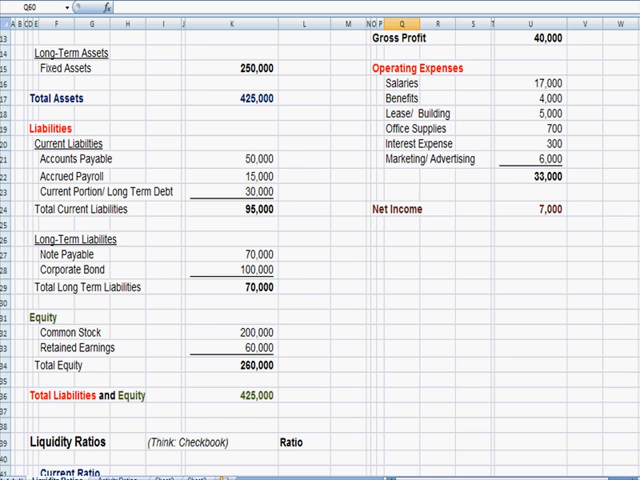 Q60 fx
A B C D E F G H I J K L M N O P Q R S T U V W
13 Gross Profit 40,000
14 Long-Term Assets
15 Fixed Assets 250,000 Operating Expenses
16 Salaries 17,000
17 Total Assets 425,000 Benefits 4,000
18 Lease/ Building 5,000
19 Liabilities Office Supplies 700
20 Current Liabilties Interest Expense 300
21 Accounts Payable 50,000 Marketing/ Advertising 6,000
22 Accrued Payroll 15,000 33,000
23 Current Portion/ Long Term Debt 30,000
24 Total Current Liabilities 95,000 Net Income 7,000
25
26 Long-Term Liabilites
27 Note Payable 70,000
28 Corporate Bond 100,000
29 Total Long Term Liabilities 70,000
30
31 Equity
32 Common Stock 200,000
33 Retained Earnings 60,000
34 Total Equity 260,000
35
36 Total Liabilities and Equity 425,000
37
38
39 Liquidity Ratios (Think: Checkbook) Ratio
40
41 Current Ratio